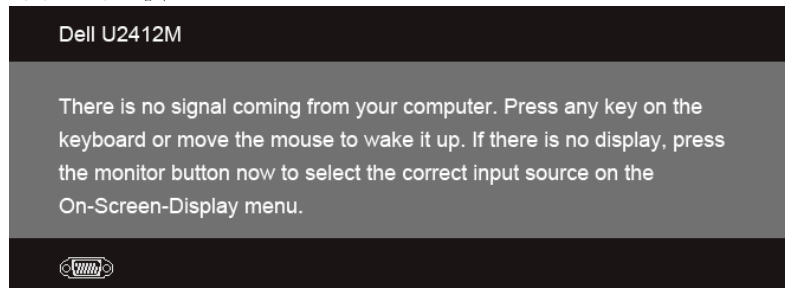 Dell U2412M
There is no signal coming from your computer. Press any key on the
keyboard or move the mouse to wake it up. If there is no display, press
the monitor button now to select the correct input source on the
On-Screen-Display menu.